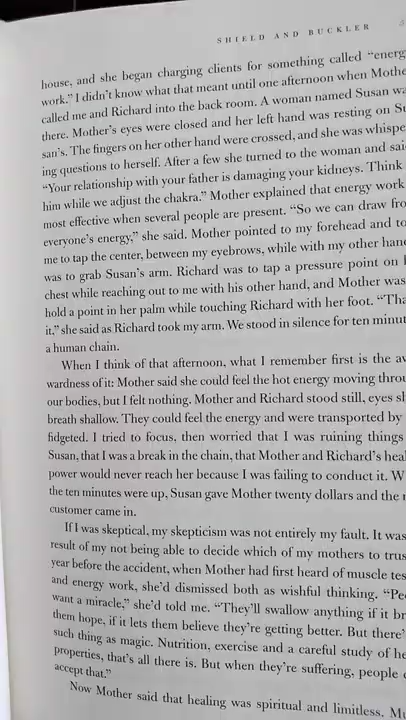 SHIELD AND BUCKLER
house, and she began charging clients for something called “energ
work.” I didn’t know what that meant until one afternoon when Mothe
called me and Richard into the back room. A woman named Susan wa
there. Mother’s eyes were closed and her left hand was resting on Su
san’s. The fingers on her other hand were crossed, and she was whispe
ing questions to herself. After a few she turned to the woman and sai
“Your relationship with your father is damaging your kidneys. Think
him while we adjust the chakra.” Mother explained that energy work
most effective when several people are present. “So we can draw fro
everyone’s energy,” she said. Mother pointed to my forehead and to
me to tap the center, between my eyebrows, while with my other han
was to grab Susan’s arm. Richard was to tap a pressure point on
chest while reaching out to me with his other hand, and Mother was
hold a point in her palm while touching Richard with her foot. “Tha
it,” she said as Richard took my arm. We stood in silence for ten minut
a human chain.
When I think of that afternoon, what I remember first is the aw
wardness of it: Mother said she could feel the hot energy moving throu
our bodies, but I felt nothing. Mother and Richard stood still, eyes sh
breath shallow. They could feel the energy and were transported by
fidgeted. I tried to focus, then worried that I was ruining things
Susan, that I was a break in the chain, that Mother and Richard’s heal
power would never reach her because I was failing to conduct it. W
the ten minutes were up, Susan gave Mother twenty dollars and the n
customer came in.
If I was skeptical, my skepticism was not entirely my fault. It was
result of my not being able to decide which of my mothers to trus
year before the accident, when Mother had first heard of muscle tes
and energy work, she’d dismissed both as wishful thinking. “Pe
want a miracle,” she’d told me. “They’ll swallow anything if it br
them hope, if it lets them believe they’re getting better. But there’
such thing as magic. Nutrition, exercise and a careful study of he
properties, that’s all there is. But when they’re suffering, people c
accept that.”
Now Mother said that healing was spiritual and limitless. Mu